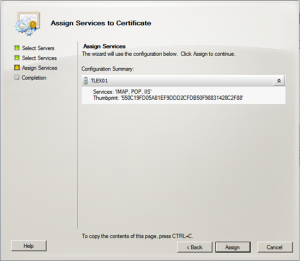 Assign Services to Certificate
Select Servers
Select Services
Assign Services
Completion
Assign Services
The wizard will use the configuration below. Click Assign to continue.
Configuration Summary:
TLEX01
Services: 'IMAP, POP, IIS'
To copy the contents of this page, press CTRL+C.
Help
< Back
Assign
Cancel